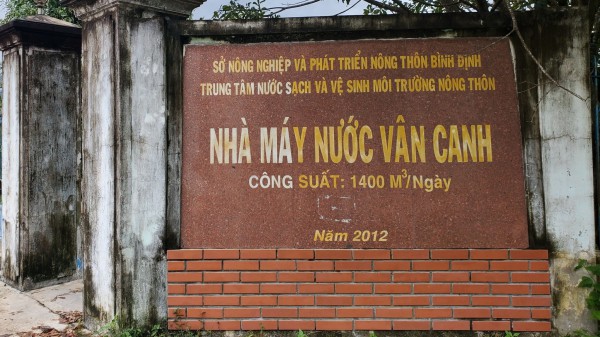 SỞ NÔNG NGHIỆP VÀ PHÁT TRIỂN NÔNG THÔN BÌNH ĐỊNH
TRUNG TÂM NƯỚC SẠCH VÀ VỆ SINH MÔI TRƯỜNG NÔNG THÔN
NHÀ MÁY NƯỚC VÂN CANH
CÔNG SUẤT: 1400 M³/Ngày
Năm 2012